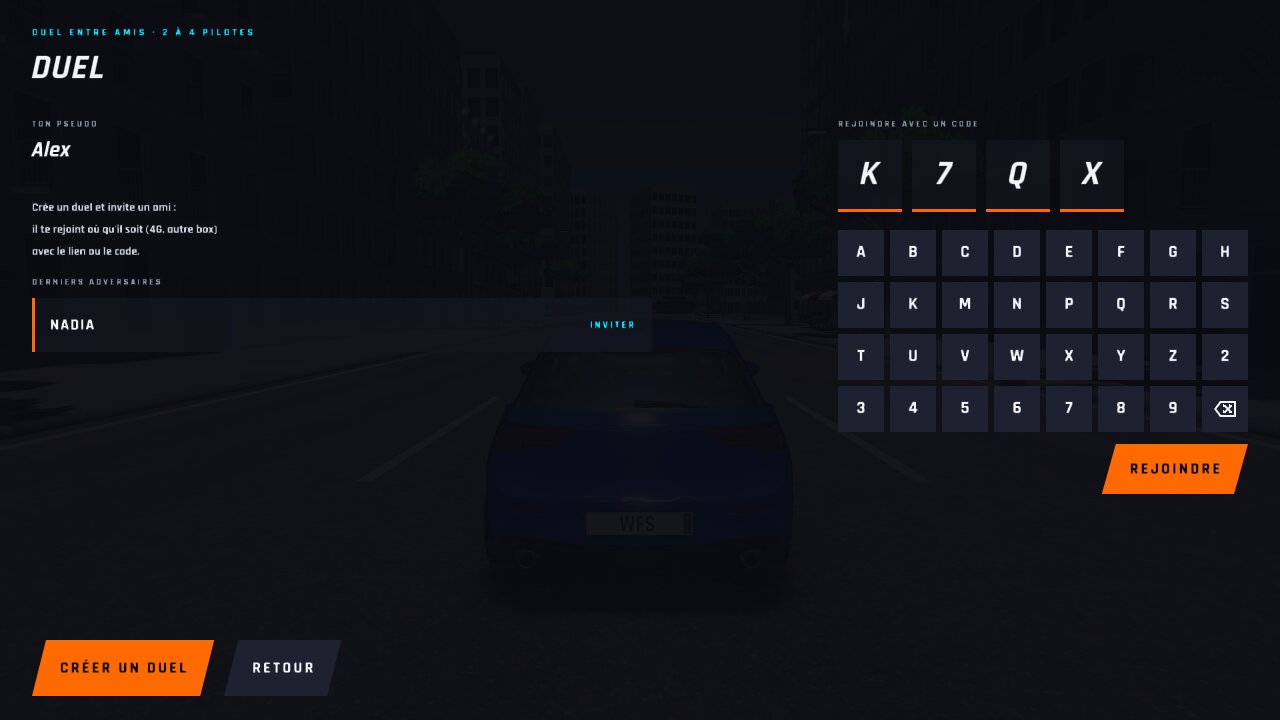 DUEL ENTRE AMIS · 2 À 4 PILOTES
DUEL
TON PSEUDO
Alex
Crée un duel et invite un ami :
il te rejoint où qu'il soit (4G, autre box)
avec le lien ou le code.
DERNIERS ADVERSAIRES
NADIA INVITER
REJOINDRE AVEC UN CODE
K 7 Q X
A B C D E F G H
J K M N P Q R S
T U V W X Y Z 2
3 4 5 6 7 8 9
REJOINDRE
WFS
CRÉER UN DUEL RETOUR